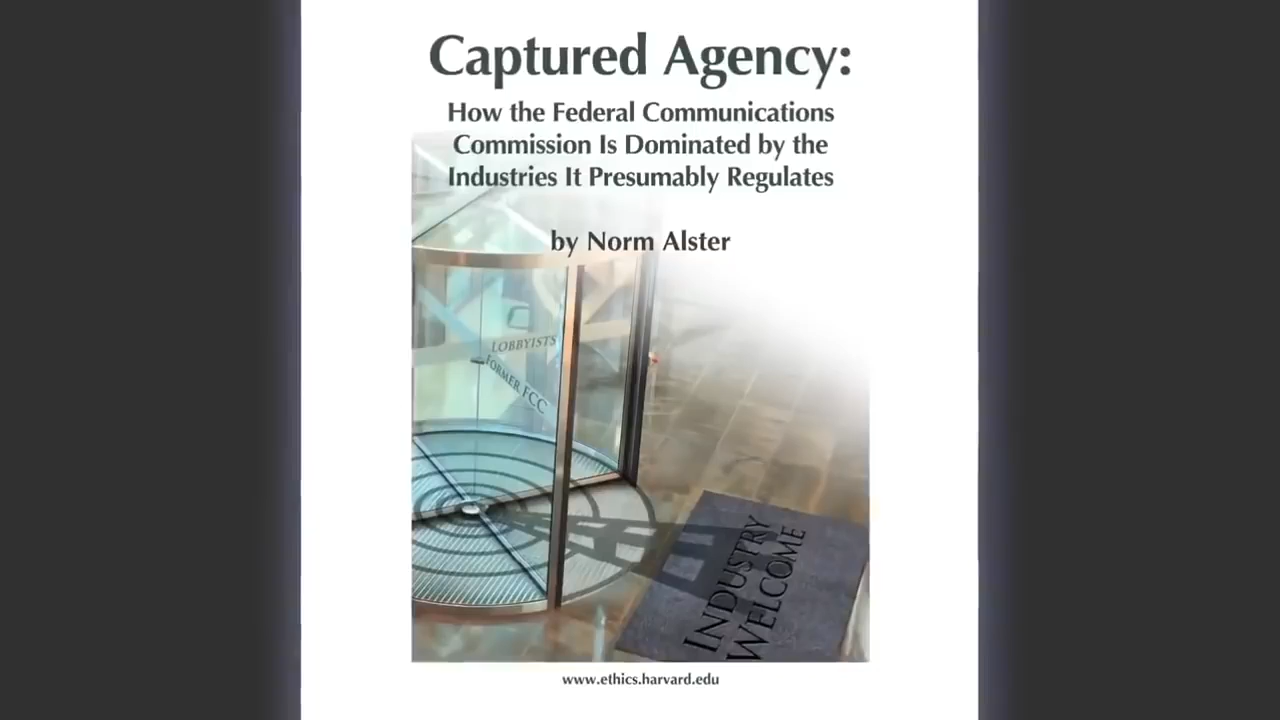 Captured Agency:
How the Federal Communications
Commission Is Dominated by the
Industries It Presumably Regulates
by Norm Alster
LOBBYISTS
FORMER FCC
INDUSTRY
WELCOME
www.ethics.harvard.edu